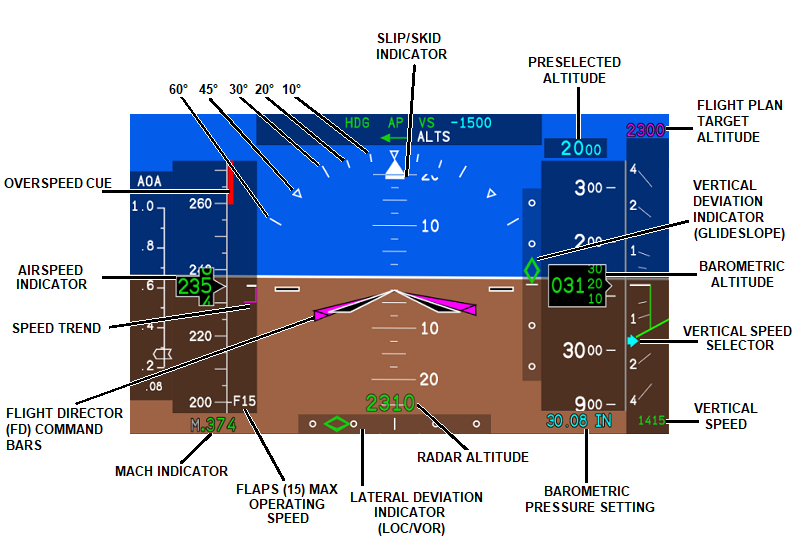 SLIP/SKID
INDICATOR
PRESELECTED
ALTITUDE
60° 45° 30° 20° 10°
FLIGHT PLAN
TARGET
ALTITUDE
HDG AP VS -1500
ALTS
2300
2000
OVERSPEED CUE
AOA
1.0
.8
.6
.4
.2
.08
260
240
235
6
4
220
200
F15
M.374
20
10
10
20
2310
4
2
1
1
2
4
300
200
031
30
20
10
3000
900
30.08 IN
1415
VERTICAL
DEVIATION
INDICATOR
(GLIDESLOPE)
AIRSPEED
INDICATOR
BAROMETRIC
ALTITUDE
SPEED TREND
VERTICAL SPEED
SELECTOR
FLIGHT DIRECTOR
(FD) COMMAND
BARS
VERTICAL
SPEED
MACH INDICATOR
RADAR ALTITUDE
FLAPS (15) MAX
OPERATING
SPEED
LATERAL DEVIATION
INDICATOR
(LOC/VOR)
BAROMETRIC
PRESSURE SETTING